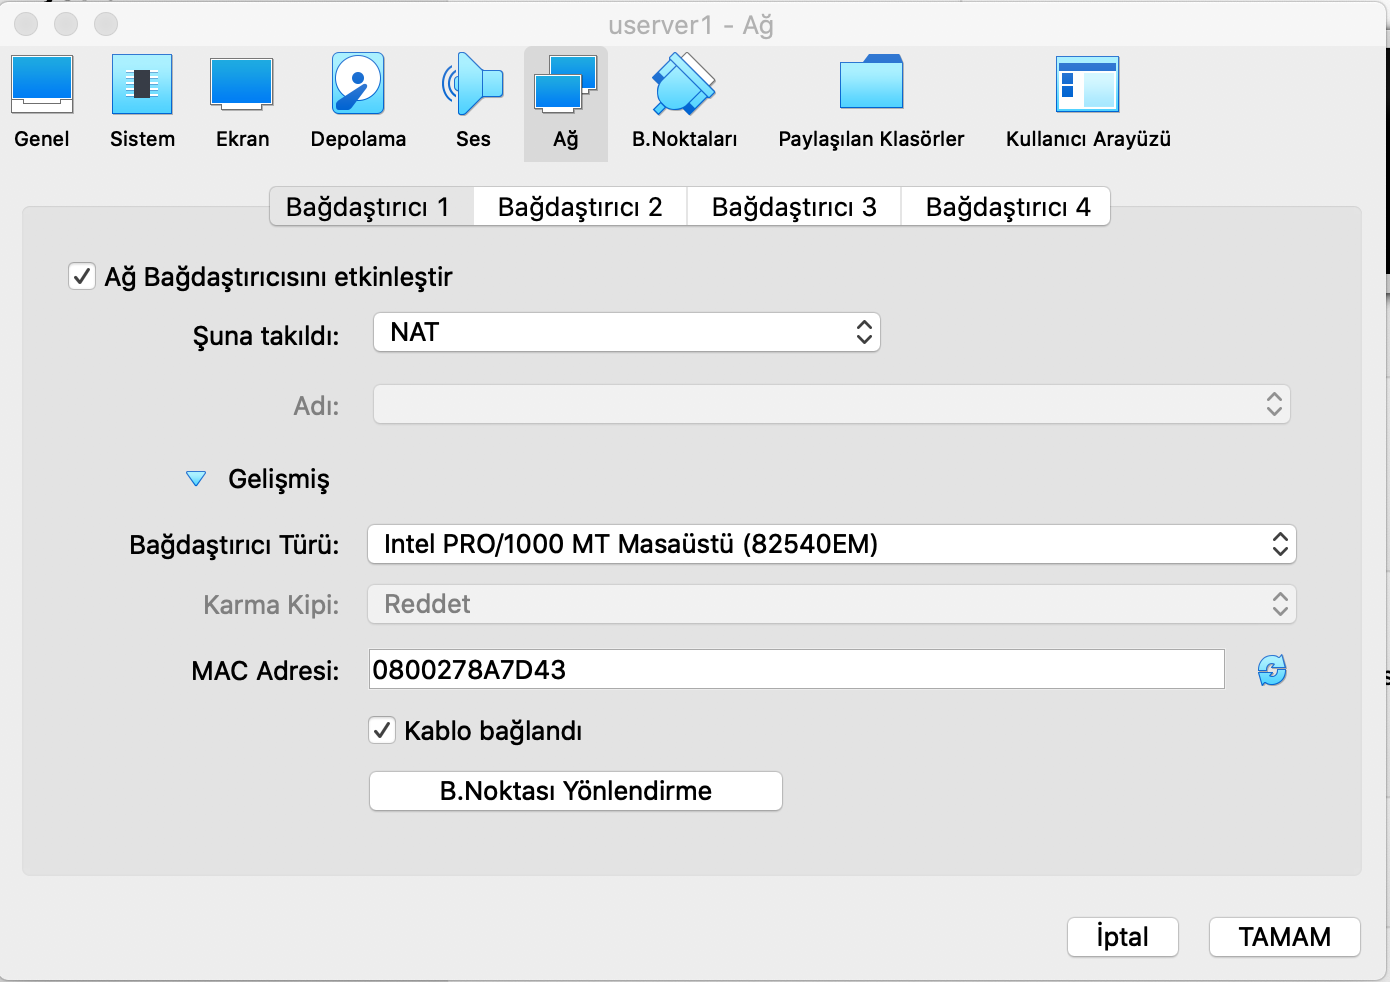 userver1 - Ağ
Genel Sistem Ekran Depolama Ses Ağ B.Noktaları Paylaşılan Klasörler Kullanıcı Arayüzü
Bağdaştırıcı 1 Bağdaştırıcı 2 Bağdaştırıcı 3 Bağdaştırıcı 4
Ağ Bağdaştırıcısını etkinleştir
Şuna takıldı: NAT
Adı:
Gelişmiş
Bağdaştırıcı Türü: Intel PRO/1000 MT Masaüstü (82540EM)
Karma Kipi: Reddet
MAC Adresi: 0800278A7D43
Kablo bağlandı
B.Noktası Yönlendirme
İptal TAMAM